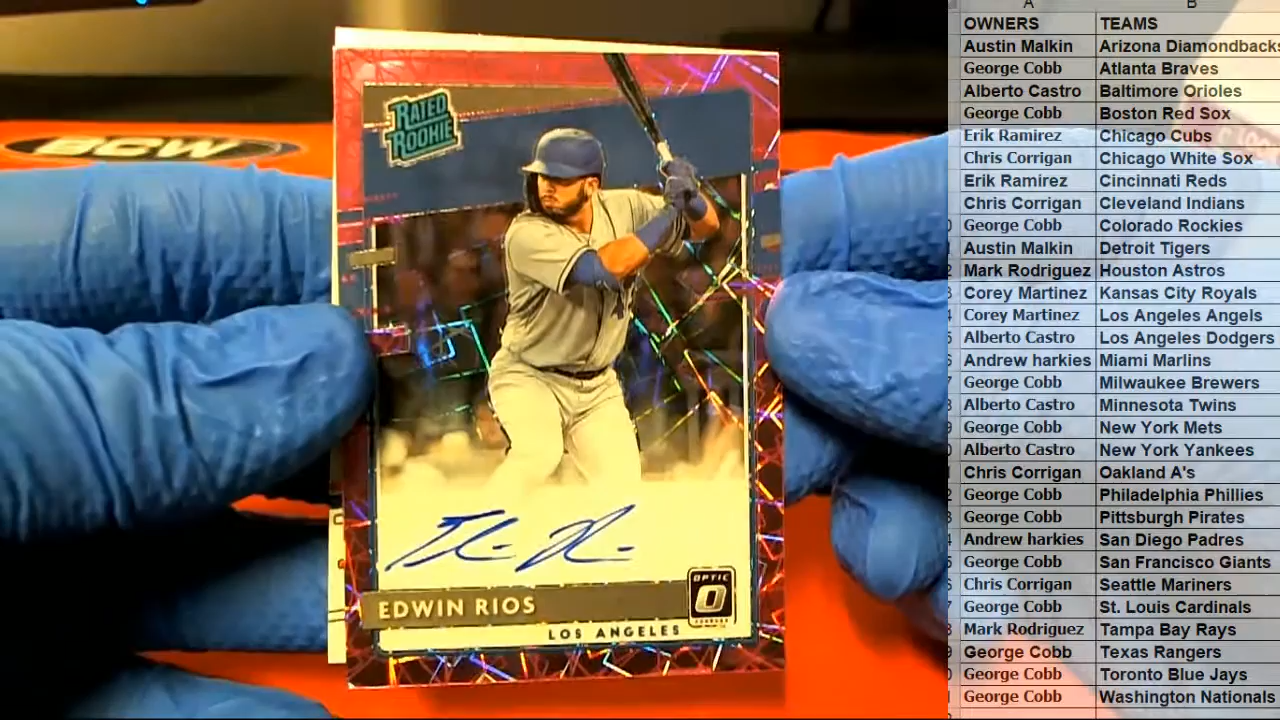 BCW
RATED
ROOKIE
EDWIN RIOS
LOS ANGELES
OPTIC
O
A B
OWNERS TEAMS
Austin Malkin Arizona Diamondbacks
George Cobb Atlanta Braves
Alberto Castro Baltimore Orioles
George Cobb Boston Red Sox
Erik Ramirez Chicago Cubs
Chris Corrigan Chicago White Sox
Erik Ramirez Cincinnati Reds
Chris Corrigan Cleveland Indians
George Cobb Colorado Rockies
Austin Malkin Detroit Tigers
Mark Rodriguez Houston Astros
Corey Martinez Kansas City Royals
Corey Martinez Los Angeles Angels
Alberto Castro Los Angeles Dodgers
Andrew harkies Miami Marlins
George Cobb Milwaukee Brewers
Alberto Castro Minnesota Twins
George Cobb New York Mets
Alberto Castro New York Yankees
Chris Corrigan Oakland A's
George Cobb Philadelphia Phillies
George Cobb Pittsburgh Pirates
Andrew harkies San Diego Padres
George Cobb San Francisco Giants
Chris Corrigan Seattle Mariners
George Cobb St. Louis Cardinals
Mark Rodriguez Tampa Bay Rays
George Cobb Texas Rangers
George Cobb Toronto Blue Jays
George Cobb Washington Nationals